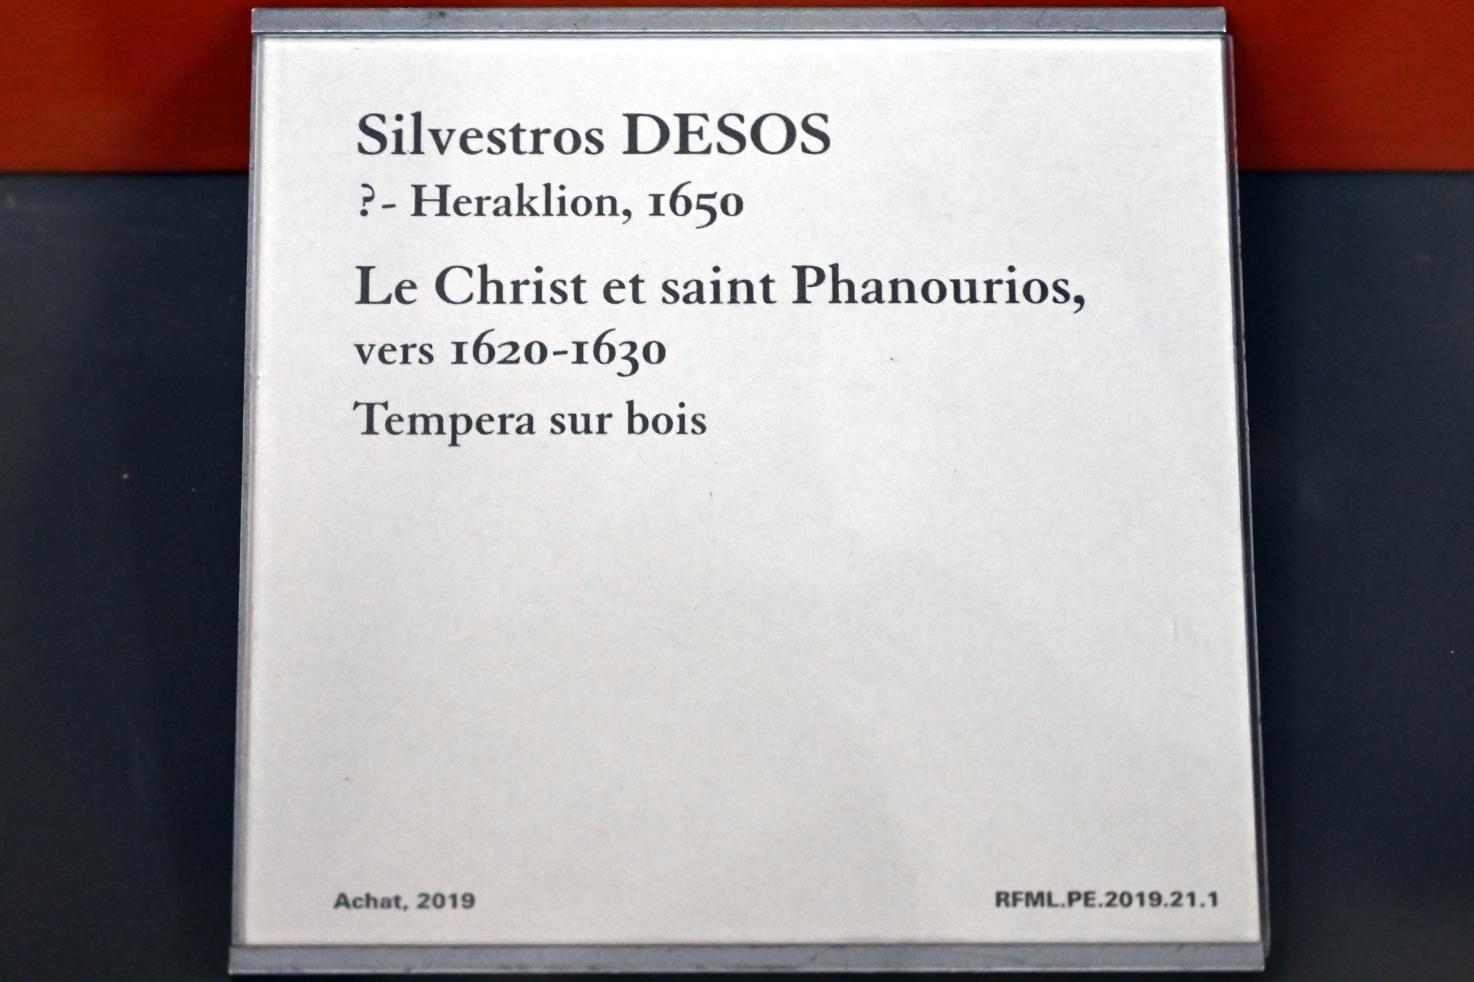 Silvestros DESOS
?- Heraklion, 1650
Le Christ et saint Phanourios,
vers 1620-1630
Tempera sur bois
Achat, 2019
RFML.PE.2019.21.1